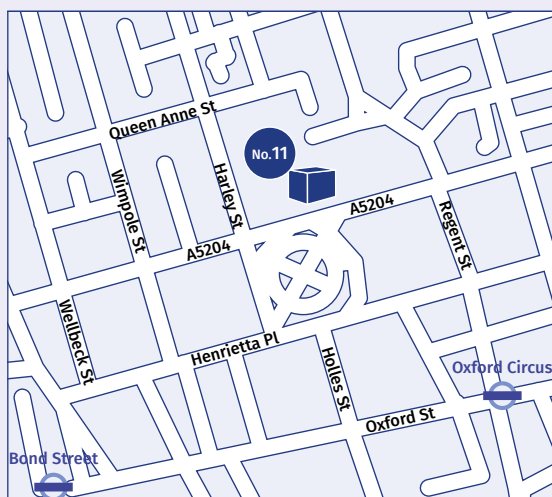 Queen Anne St
No.11
Wimpole St
Harley St
A5204
Regent St
A5204
Wellbeck St
Henrietta Pl
Holles St
Oxford Circus
Oxford St
Bond Street